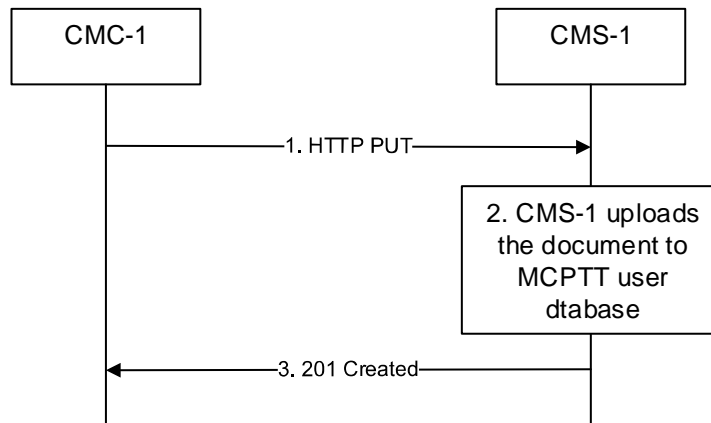 CMC-1
CMS-1
1. HTTP PUT
2. CMS-1 uploads
the document to
MCPTT user
dtabase
3. 201 Created